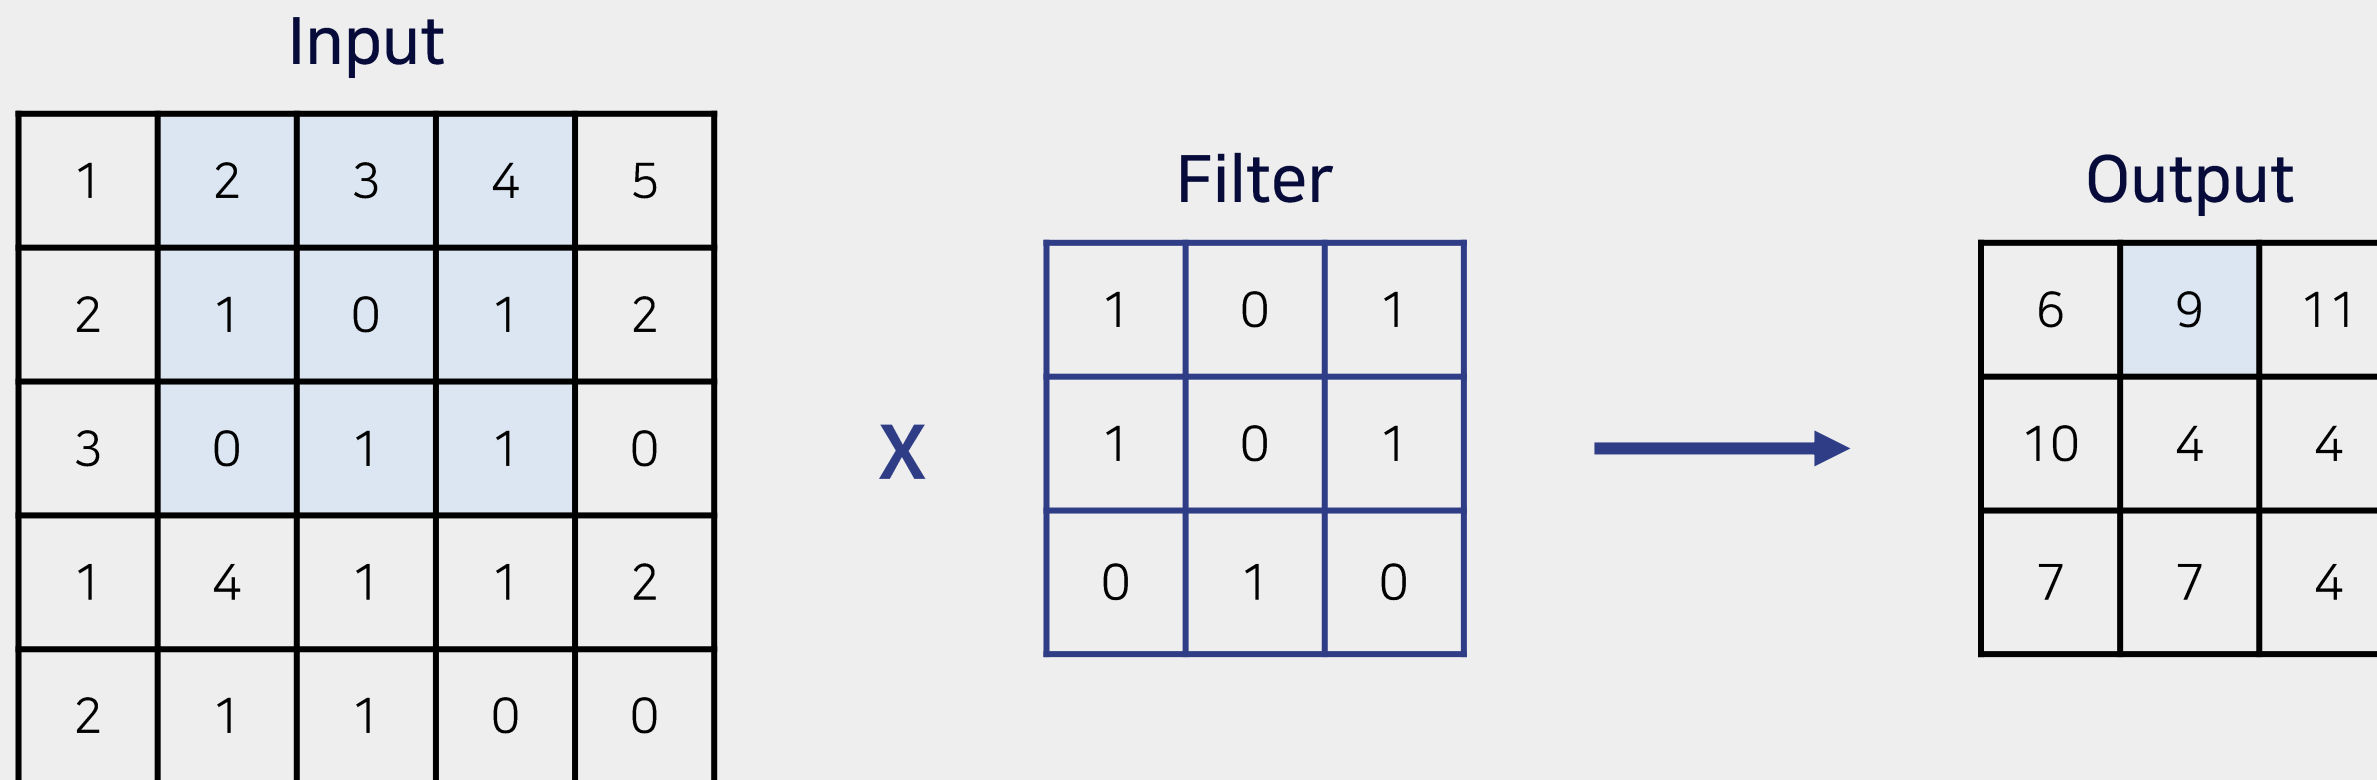 Input
1 2 3 4 5
2 1 0 1 2
3 0 1 1 0
1 4 1 1 2
2 1 1 0 0
X
Filter
1 0 1
1 0 1
0 1 0
Output
6 9 11
10 4 4
7 7 4